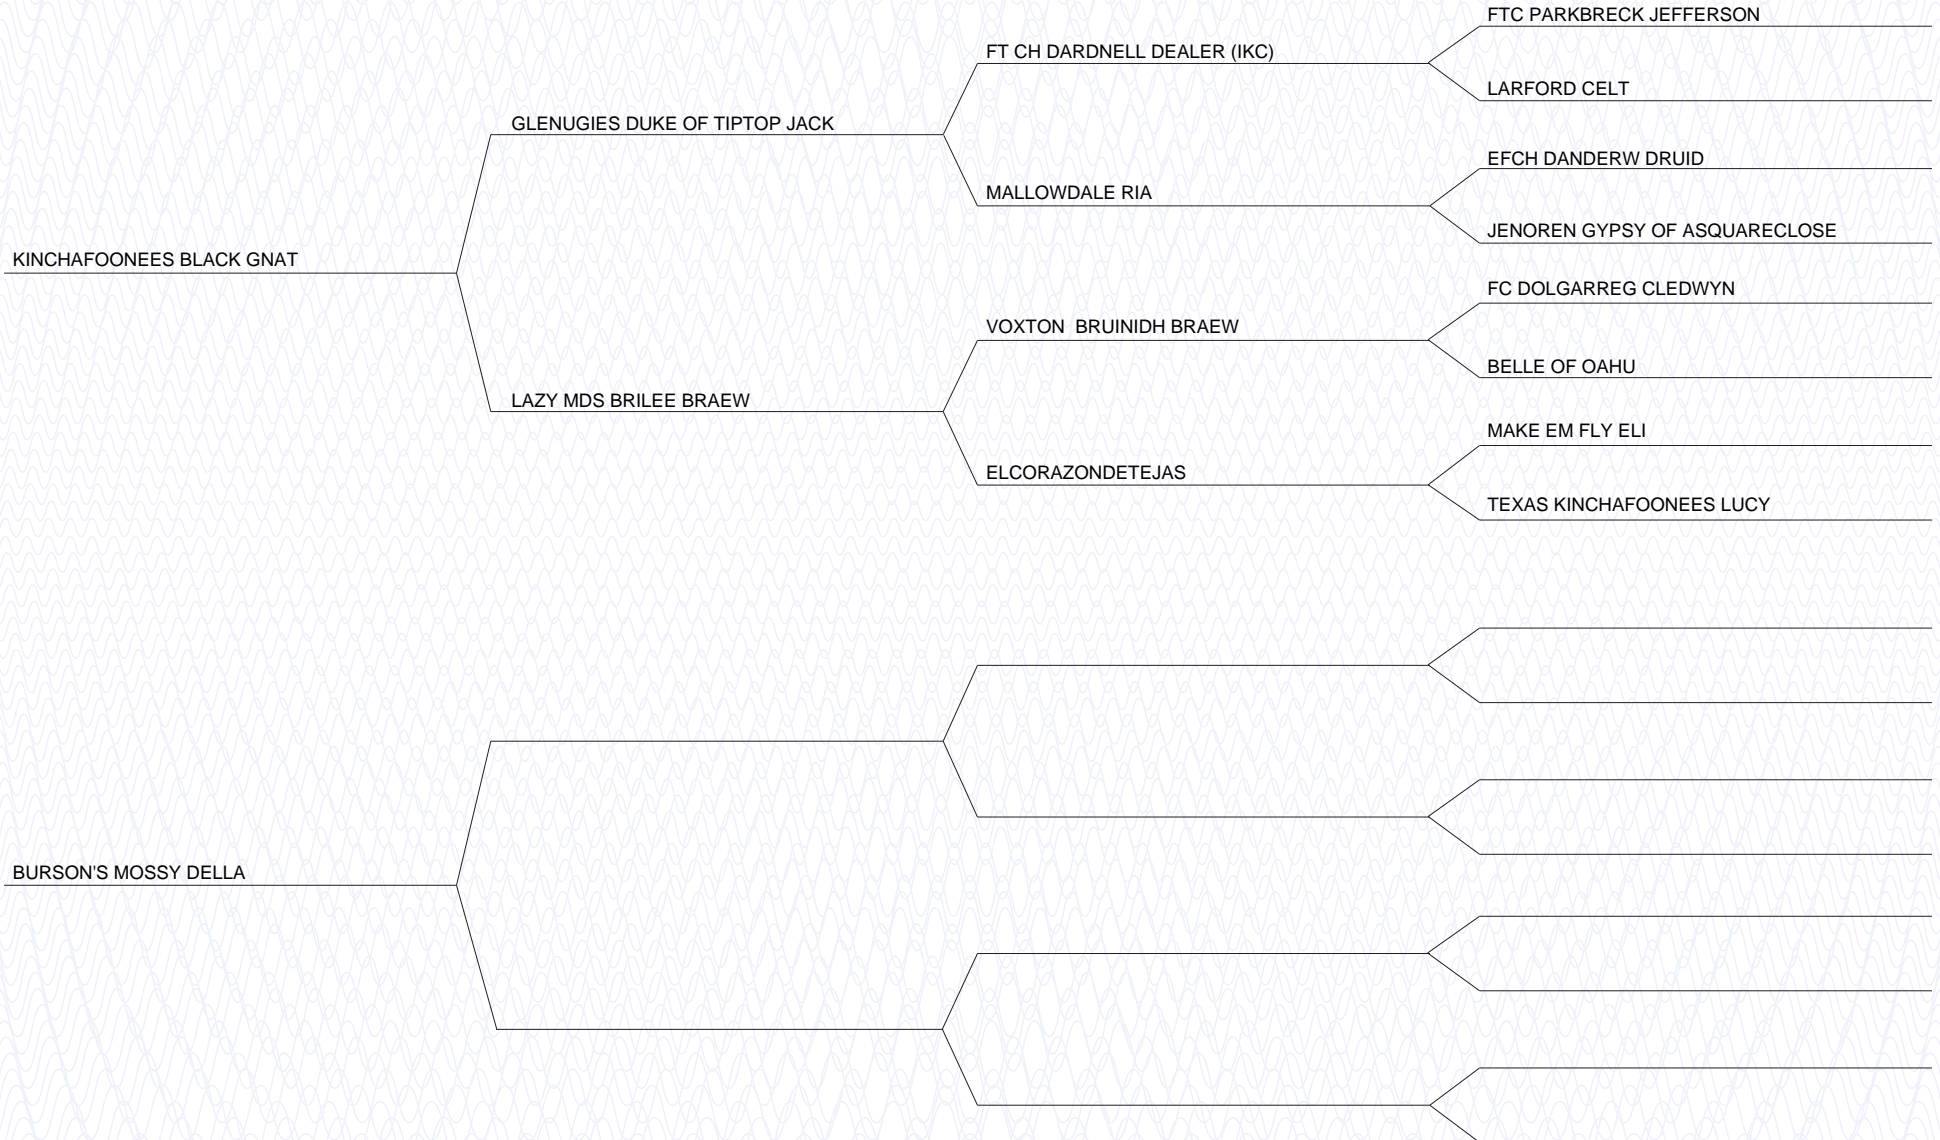 FTC PARKBRECK JEFFERSON
FT CH DARDNELL DEALER (IKC)
LARFORD CELT
GLENUGIES DUKE OF TIPTOP JACK
EFCH DANDERW DRUID
MALLOWDALE RIA
JENOREN GYPSY OF ASQUARECLOSE
KINCHAFOONEES BLACK GNAT
FC DOLGARREG CLEDWYN
VOXTON  BRUINIDH BRAEW
BELLE OF OAHU
LAZY MDS BRILEE BRAEW
MAKE EM FLY ELI
ELCORAZONDETEJAS
TEXAS KINCHAFOONEES LUCY
BURSON'S MOSSY DELLA